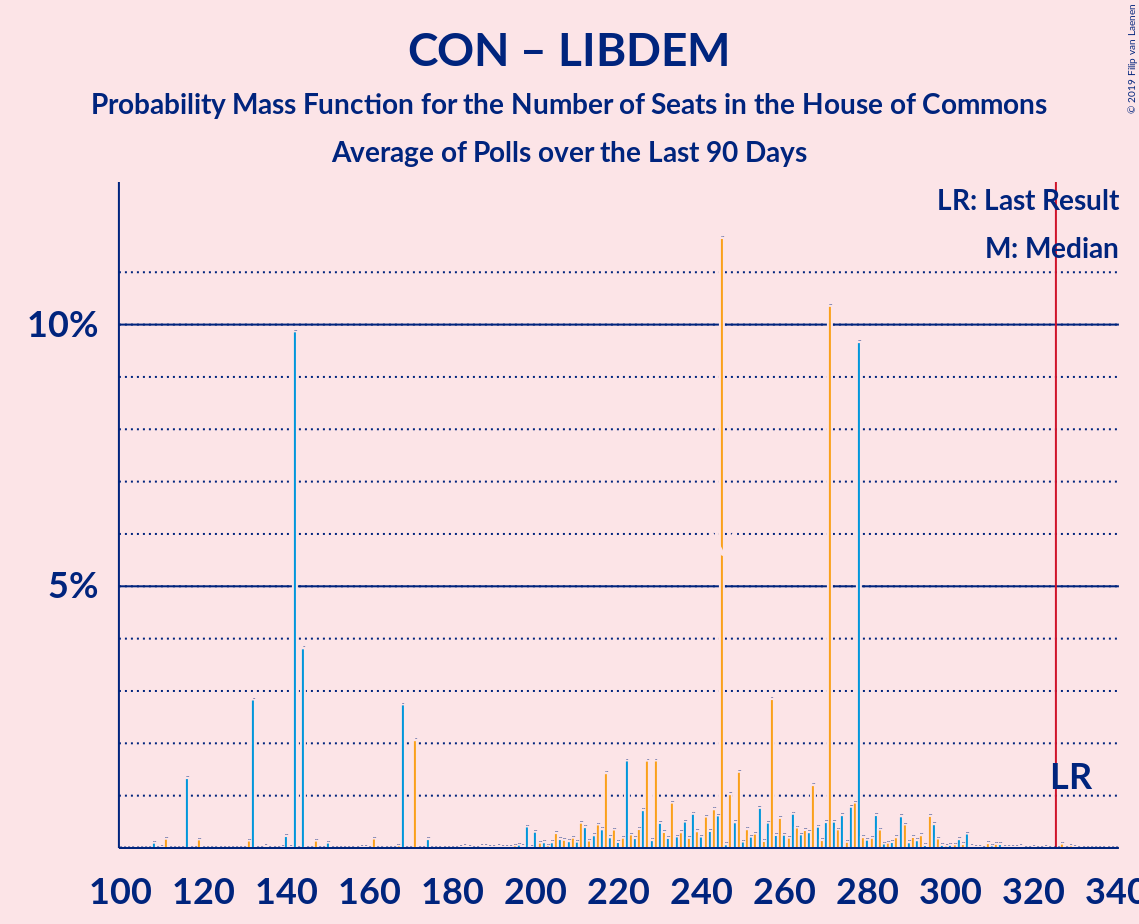 CON – LIBDEM
Probability Mass Function for the Number of Seats in the House of Commons
Average of Polls over the Last 90 Days
© 2019 Filip van Laenen
LR: Last Result
M: Median
10%
5%
LR
100 120 140 160 180 200 220 240 260 280 300 320 340